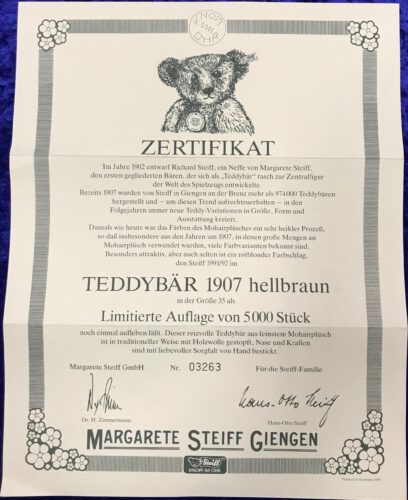 KNOPF
im
OHR
ZERTIFIKAT
Im Jahre 1902 entwarf Richard Steiff, ein Neffe von Margarete Steiff,
den ersten gegliederten Bären, der sich als „Teddybär" rasch zur Zentralfigur
der Welt des Spielzeugs entwickelte.
Bereits 1907 wurden von Steiff in Giengen an der Brenz mehr als 974000 Teddybären
hergestellt und – um diesen Trend aufrechtzuerhalten – in den
Folgejahren immer neue Teddy-Variationen in Größe, Form und
Ausstattung kreiert.
Damals wie heute war das Färben des Mohairplüsches ein sehr heikler Prozeß,
so daß insbesondere aus den Jahren um 1907, in denen große Mengen an
Mohairplüsch verwendet wurden, viele Farbvarianten bekannt sind.
Besonders attraktiv, aber auch selten ist ein rotblonder Farbschlag,
den Steiff 1991/92 im
TEDDYBÄR 1907 hellbraun
in der Größe 35 als
Limitierte Auflage von 5000 Stück
noch einmal aufleben läßt. Dieser reizvolle Teddybär aus feinstem Mohairplüsch
ist in traditioneller Weise mit Holzwolle gestopft, Nase und Krallen
sind mit liebevoller Sorgfalt von Hand bestickt.
Margarete Steiff GmbH Nr. 03263 Für die Steiff-Familie
Hans-Otto Steiff
Dr. H. Zimmermann Hans-Otto Steiff
MARGARETE STEIFF GIENGEN
Steiff
KNOPF IM OHR